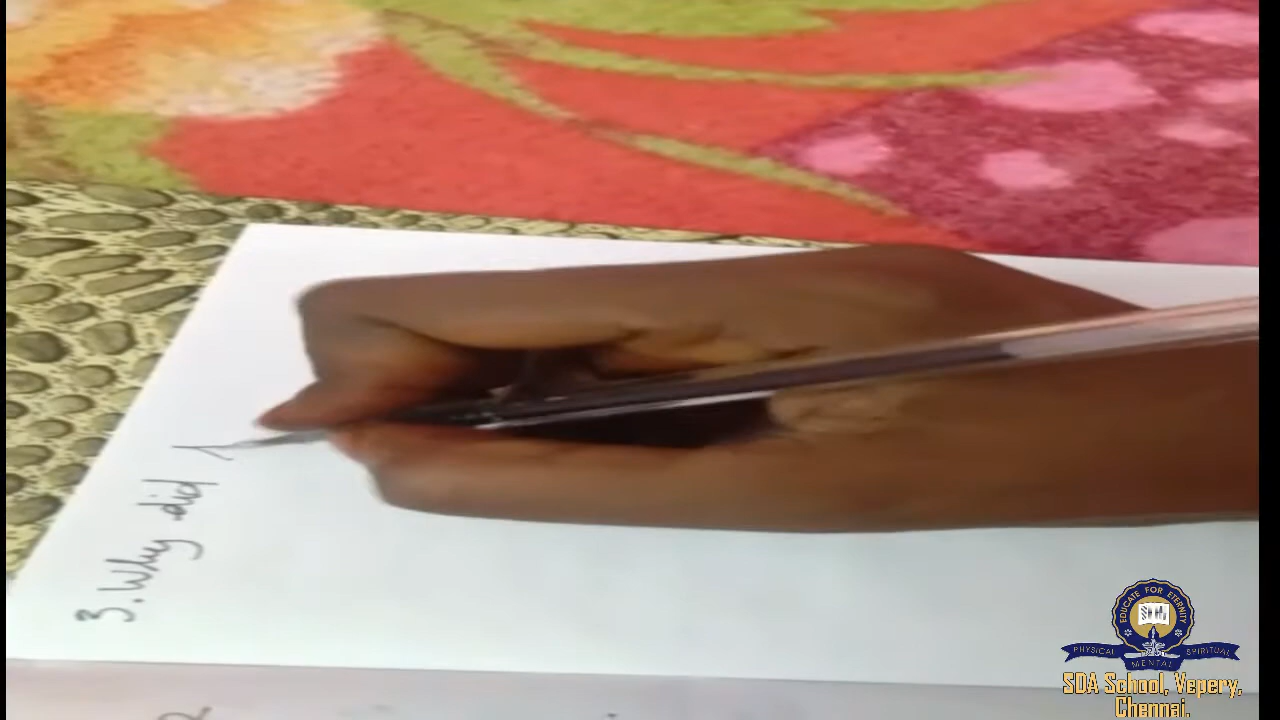 3. Why did
EDUCATE FOR ETERNITY
PHYSICAL
MENTAL
SPIRITUAL
SDA School, Vepery,
Chennai.